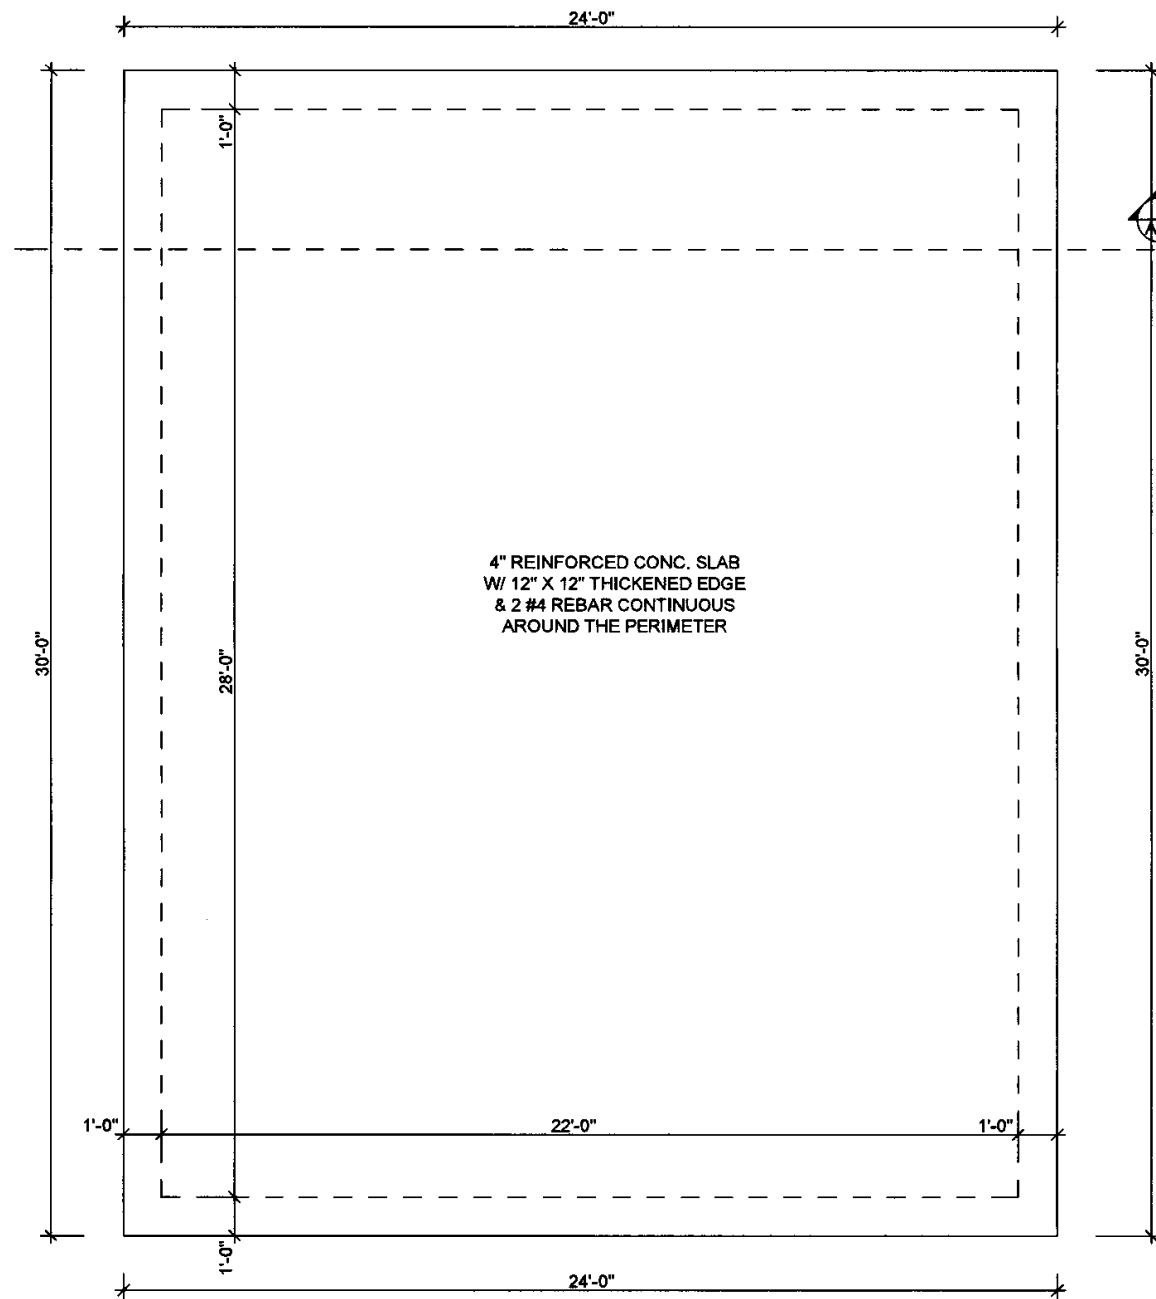 24'-0"
1'-0"
4" REINFORCED CONC. SLAB
W/ 12" X 12" THICKENED EDGE
& 2 #4 REBAR CONTINUOUS
AROUND THE PERIMETER
30'-0"
28'-0"
30'-0"
1'-0"
22'-0"
1'-0"
1'-0"
24'-0"